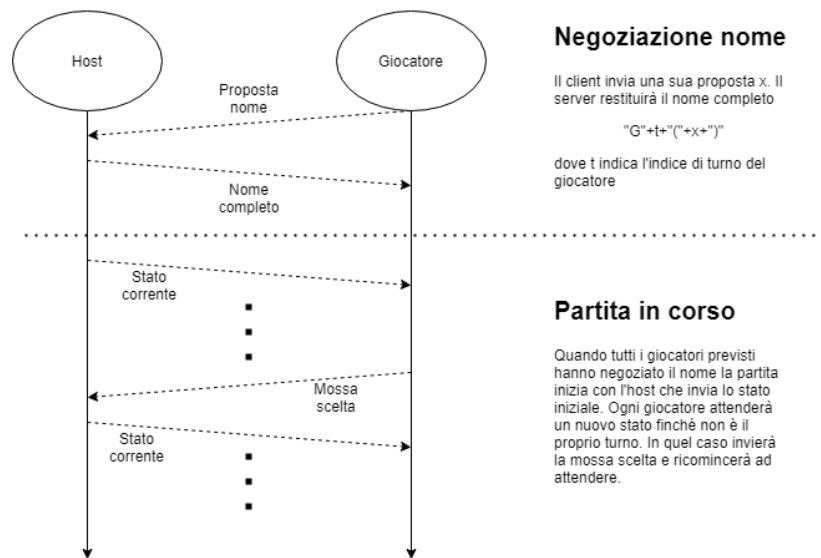 Host
Giocatore
Proposta
nome
Nome
completo
Negoziazione nome
Il client invia una sua proposta x. Il
server restituirà il nome completo
"G"+t+"("+x+")"
dove t indica l'indice di turno del
giocatore
Stato
corrente
Mossa
scelta
Stato
corrente
Partita in corso
Quando tutti i giocatori previsti
hanno negoziato il nome la partita
inizia con l'host che invia lo stato
iniziale. Ogni giocatore attenderà
un nuovo stato finché non è il
proprio turno. In quel caso invierà
la mossa scelta e ricomincerà ad
attendere.